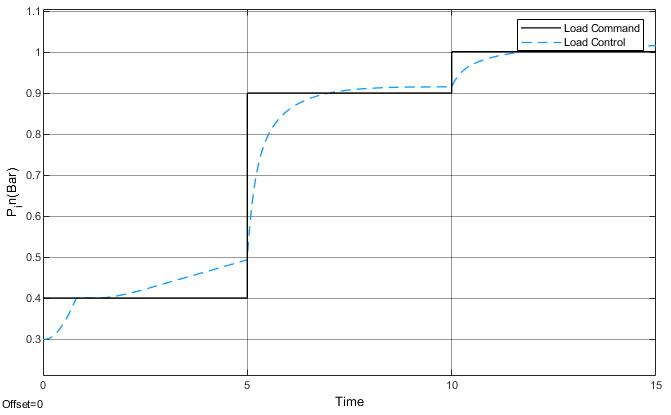 1.1
1
0.9
0.8
0.7
0.6
0.5
0.4
0.3
P_in(Bar)
Load Command
Load Control
0
5
10
15
Time
Offset=0